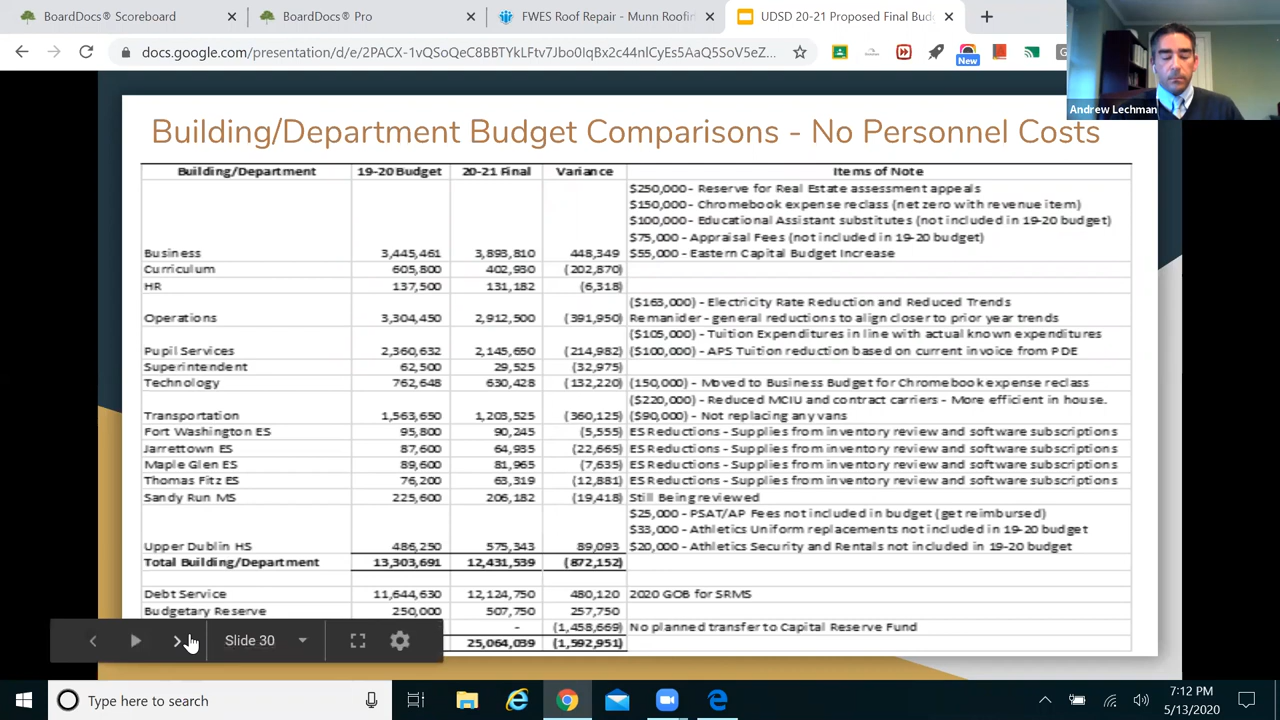 BoardDocs® Scoreboard
BoardDocs® Pro
FWES Roof Repair - Munn Roofin
UDSD 20-21 Proposed Final Budg
docs.google.com/presentation/d/e/2PACX-1vQSoQeC8BBTYkLFtv7Jbo0IqBx2c44nICyEs5AaQ5SoV5eZ...
New
Andrew Lechman
Building/Department Budget Comparisons - No Personnel Costs
Building/Department 19-20 Budget 20-21 Final Variance Items of Note
$250,000 - Reserve for Real Estate assessment appeals
$150,000 - Chromebook expense reclass (net zero with revenue item)
$100,000 - Educational Assistant substitutes (not included in 19-20 budget)
$75,000 - Appraisal Fees (not included in 19-20 budget)
Business 3,445,461 3,893,810 448,349 $55,000 - Eastern Capital Budget Increase
Curriculum 605,800 402,930 (202,870)
HR 137,500 131,182 (6,318)
($163,000) - Electricity Rate Reduction and Reduced Trends
Operations 3,304,450 2,912,500 (391,950) Remanider - general reductions to align closer to prior year trends
($105,000) - Tuition Expenditures in line with actual known expenditures
Pupil Services 2,360,632 2,145,650 (214,982) ($100,000) - APS Tuition reduction based on current invoice from PDE
Superintendent 62,500 29,525 (32,975)
Technology 762,648 630,428 (132,220) (150,000) - Moved to Business Budget for Chromebook expense reclass
($220,000) - Reduced MCIU and contract carriers - More efficient in house.
Transportation 1,563,650 1,203,525 (360,125) ($90,000) - Not replacing any vans
Fort Washington ES 95,800 90,245 (5,555) ES Reductions - Supplies from inventory review and software subscriptions
Jarrettown ES 87,600 64,935 (22,665) ES Reductions - Supplies from inventory review and software subscriptions
Maple Glen ES 89,600 81,965 (7,635) ES Reductions - Supplies from inventory review and software subscriptions
Thomas Fitz ES 76,200 63,319 (12,881) ES Reductions - Supplies from inventory review and software subscriptions
Sandy Run MS 225,600 206,182 (19,418) Still Being reviewed
$25,000 - PSAT/AP Fees not included in budget (get reimbursed)
$33,000 - Athletics Uniform replacements not included in 19-20 budget
Upper Dublin HS 486,250 575,343 89,093 $20,000 - Athletics Security and Rentals not included in 19-20 budget
Total Building/Department 13,303,691 12,431,539 (872,152)
Debt Service 11,644,630 12,124,750 480,120 2020 GOB for SRMS
Budgetary Reserve 250,000 507,750 257,750
- (1,458,669) No planned transfer to Capital Reserve Fund
25,064,039 (1,592,951)
Slide 30
Type here to search
7:12 PM
5/13/2020